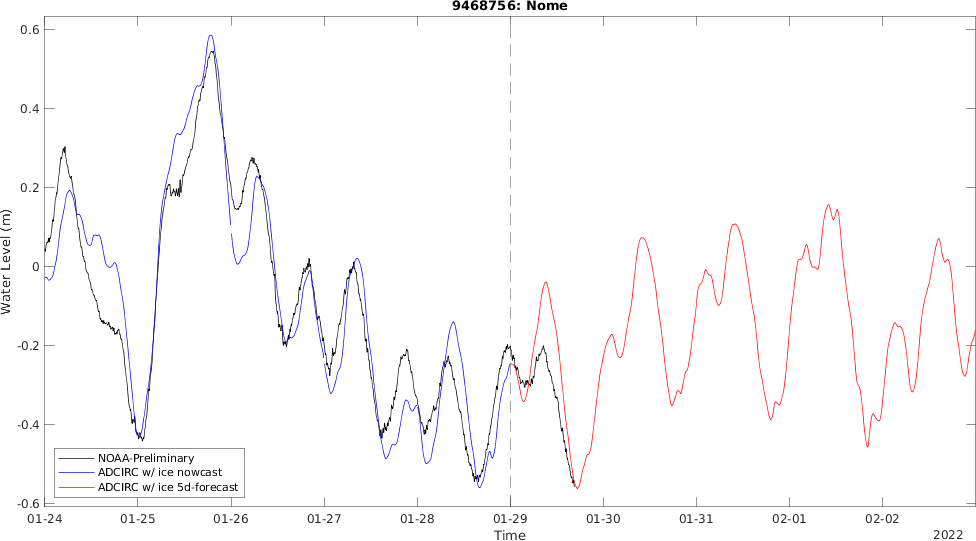 9468756: Nome
0.6
0.4
0.2
0
-0.2
-0.4
-0.6
Water Level (m)
NOAA-Preliminary
ADCIRC w/ ice nowcast
ADCIRC w/ ice 5d-forecast
01-24 01-25 01-26 01-27 01-28 01-29 01-30 01-31 02-01 02-02
Time
2022